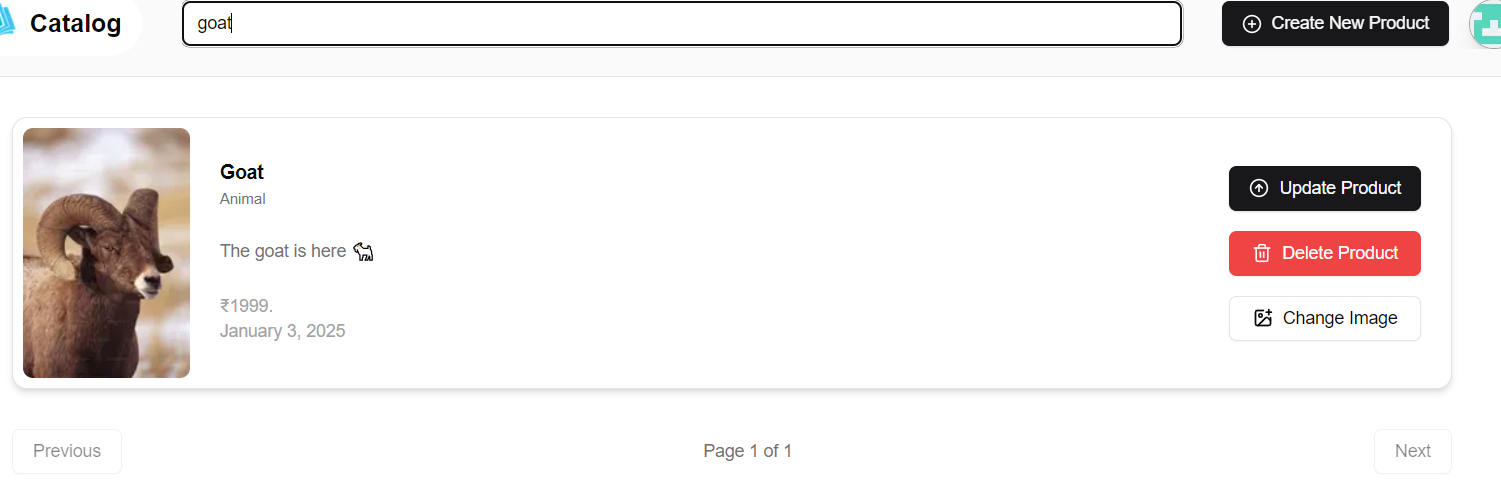 Catalog
goat
Create New Product
Goat
Animal
The goat is here 🐐
₹1999.
January 3, 2025
Update Product
Delete Product
Change Image
Previous
Page 1 of 1
Next